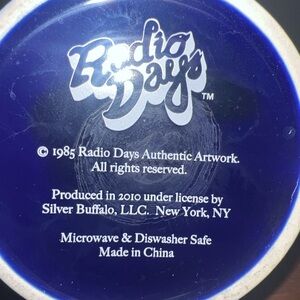 Radio
Days™
© 1985 Radio Days Authentic Artwork.
All rights reserved.
Produced in 2010 under license by
Silver Buffalo, LLC. New York, NY
Microwave & Diswasher Safe
Made in China